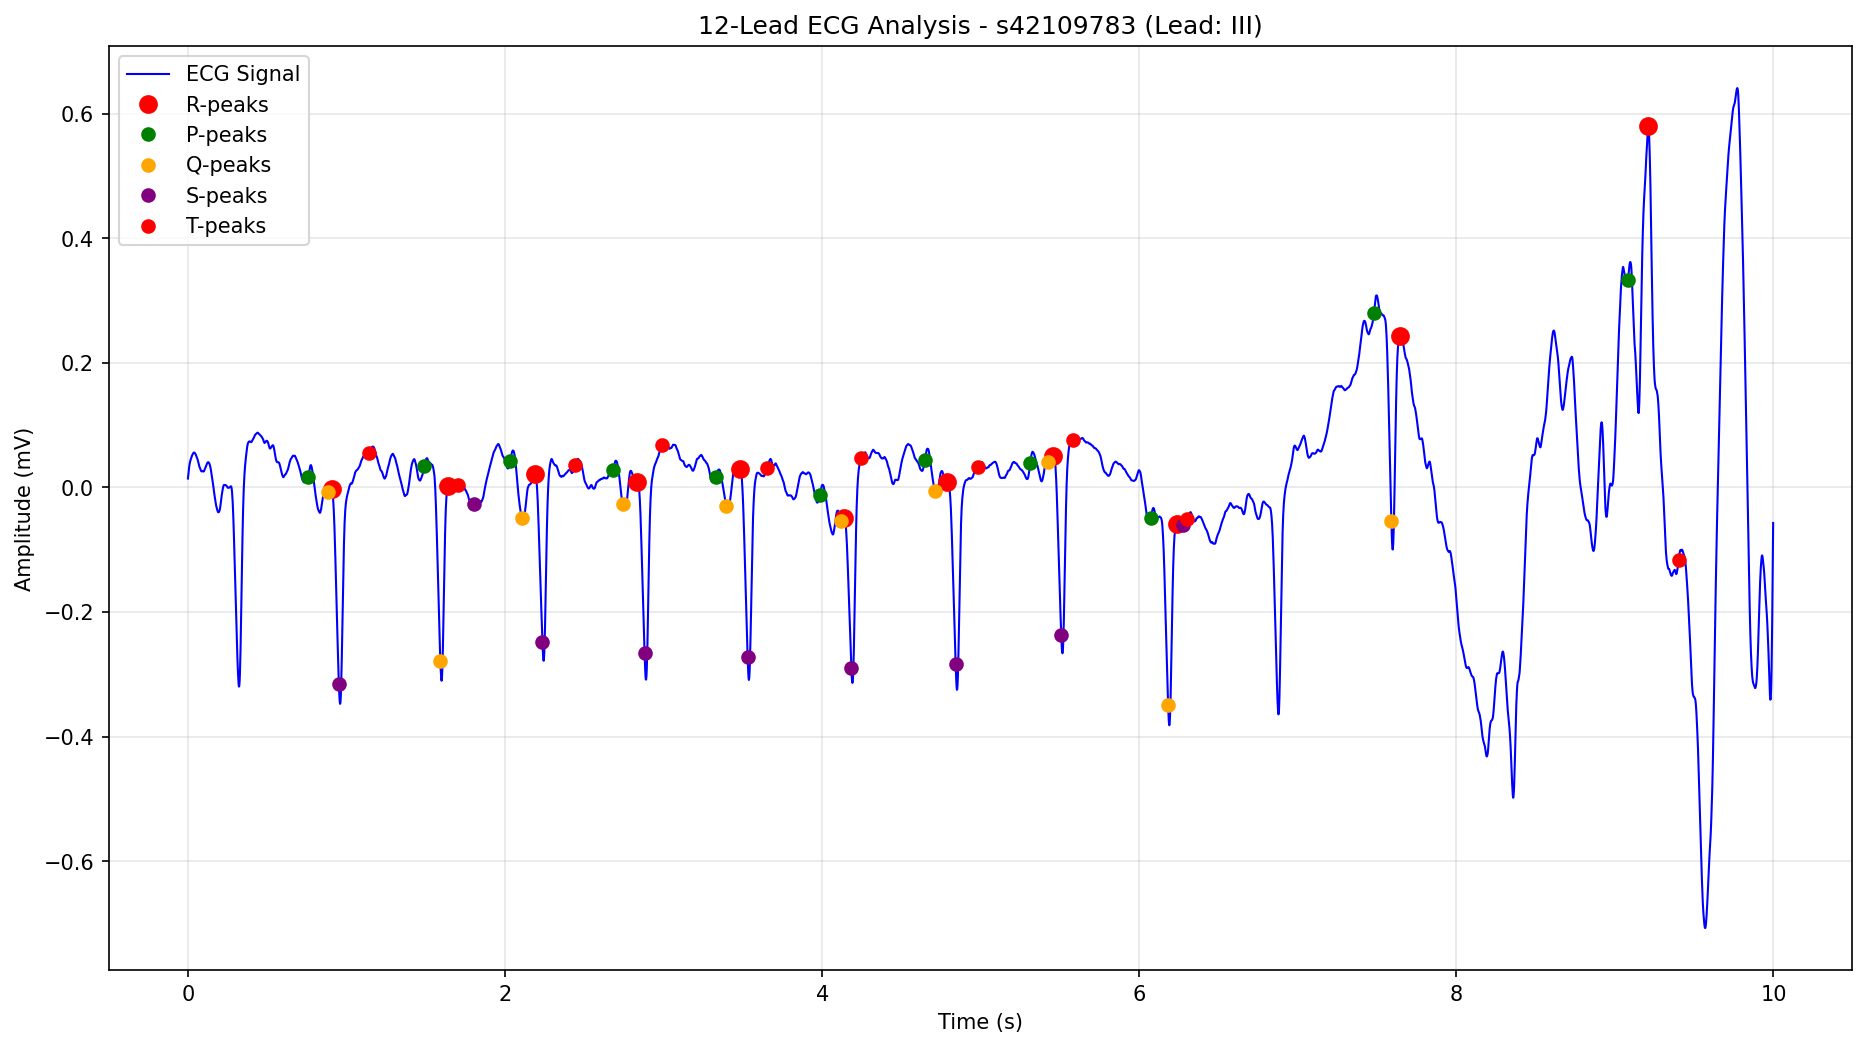 12-Lead ECG Analysis - s42109783 (Lead: III)
ECG Signal
R-peaks
P-peaks
Q-peaks
S-peaks
T-peaks
Amplitude (mV)
0.6
0.4
0.2
0.0
−0.2
−0.4
−0.6
0 2 4 6 8 10
Time (s)